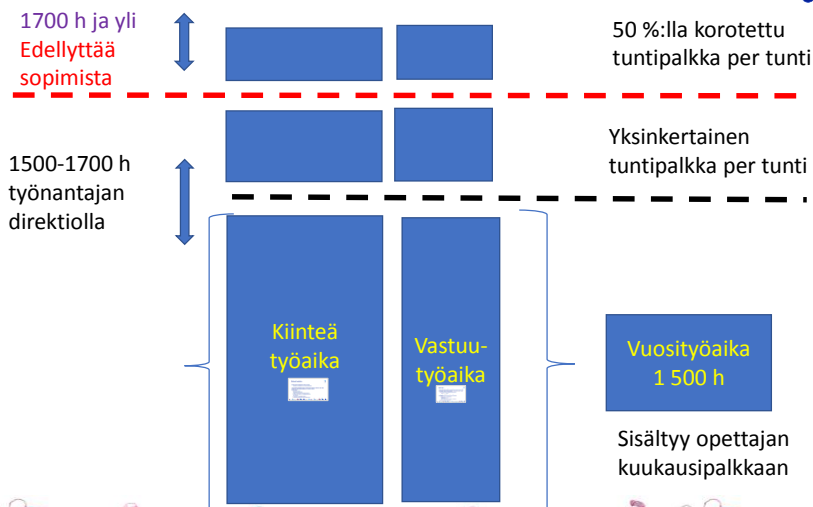 1700 h ja yli
Edellyttää
sopimista
50 %:lla korotettu
tuntipalkka per tunti
1500-1700 h
työnantajan
direktiolla
Yksinkertainen
tuntipalkka per tunti
Kiinteä
työaika
Vastuu-
työaika
Vuosityöaika
1 500 h
Sisältyy opettajan
kuukausipalkkaan